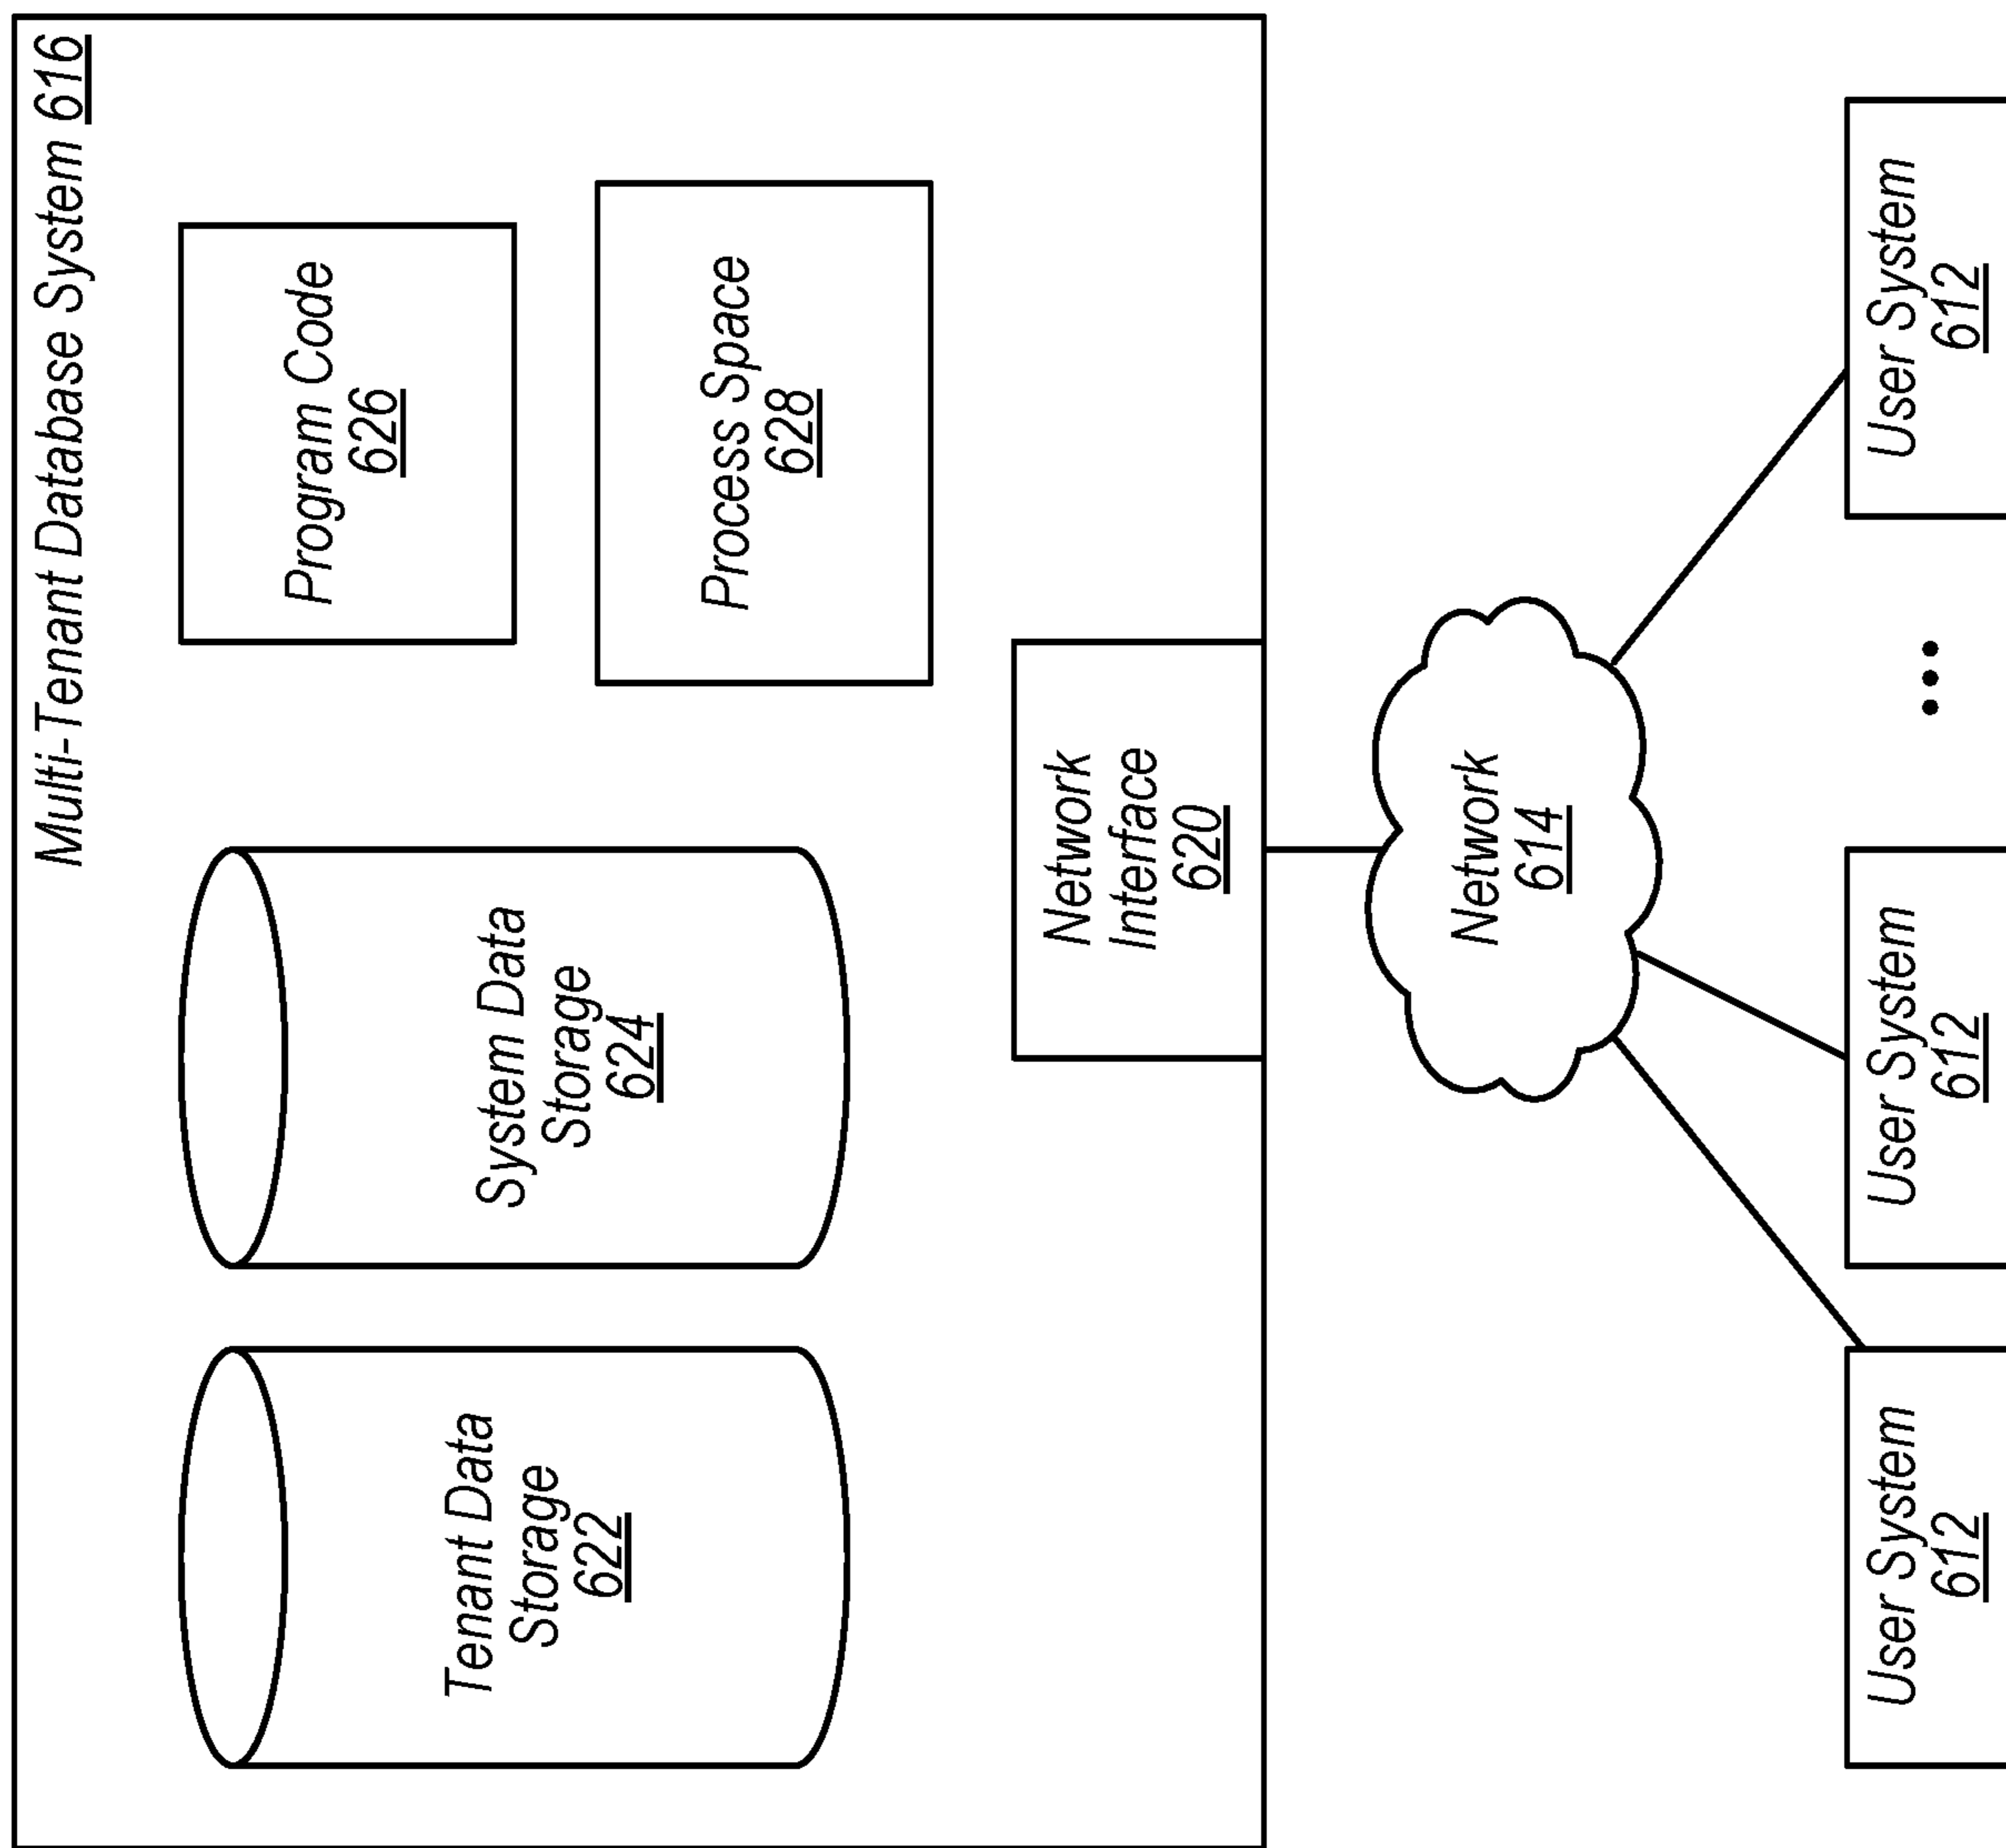 Multi-Tenant Database System 616
Tenant Data
Storage
622
System Data
Storage
624
Program Code
626
Process Space
628
Network
Interface
620
Network
614
User System
612
User System
612
...
User System
612